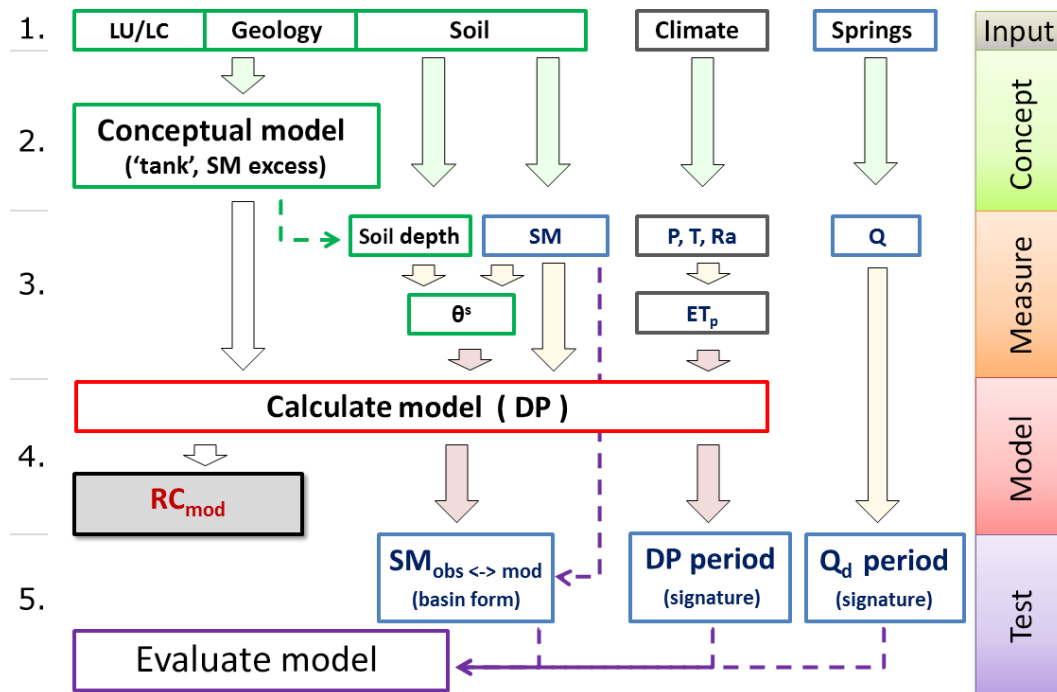 1.
LU/LC
Geology
Soil
Climate
Springs
Input
2.
Conceptual model
(‘tank’, SM excess)
Concept
3.
Soil depth
SM
P, T, Ra
Q
θˢ
ETₚ
Measure
Calculate model ( DP )
4.
RCmod
Model
5.
SMobs <-> mod
(basin form)
DP period
(signature)
Qd period
(signature)
Test
Evaluate model